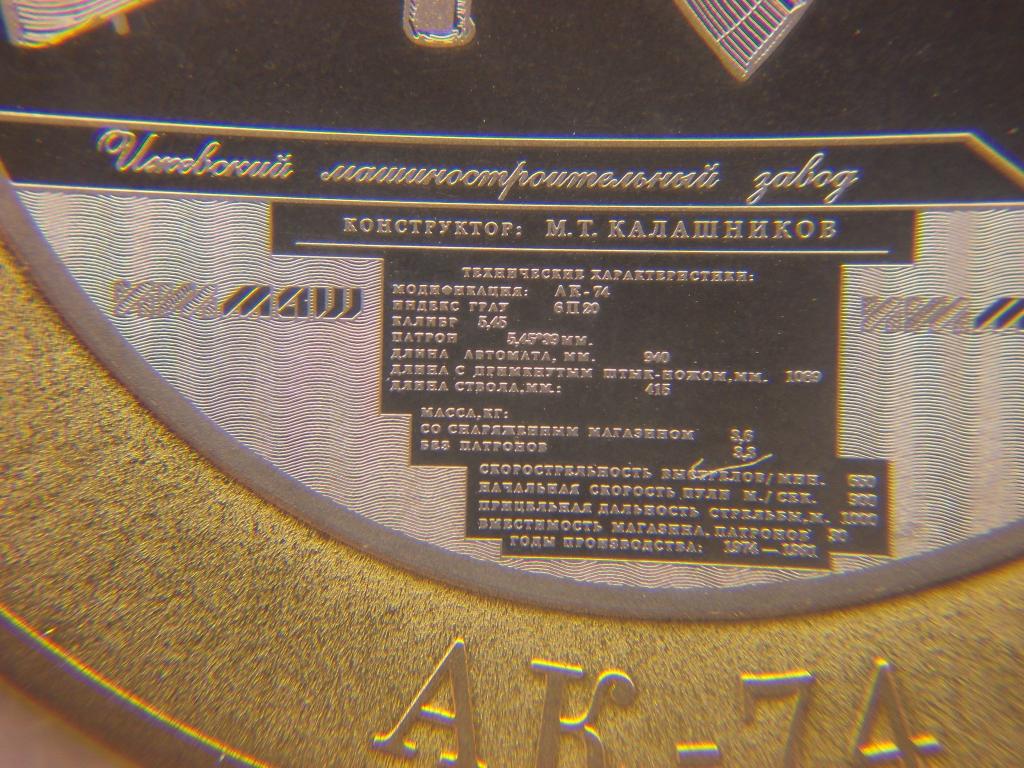 Ижевский машиностроительный завод
КОНСТРУКТОР: М.Т. КАЛАШНИКОВ
ТЕХНИЧЕСКИЕ ХАРАКТЕРИСТИКИ:
МОДИФИКАЦИЯ: АК-74
ИНДЕКС ГРАУ 6П20
КАЛИБР 5,45
ПАТРОН 5,45*39 ММ.
ДЛИНА АВТОМАТА, ММ. 940
ДЛИНА С ПРИМКНУТЫМ ШТЫК-НОЖОМ, ММ. 1089
ДЛИНА СТВОЛА, ММ.: 415
МАССА, КГ:
СО СНАРЯЖЕННЫМ МАГАЗИНОМ 3,6
БЕЗ ПАТРОНОВ 3,3
СКОРОСТРЕЛЬНОСТЬ ВЫСТРЕЛОВ/МИН.
НАЧАЛЬНАЯ СКОРОСТЬ ПУЛИ М./СЕК. 900
ПРИЦЕЛЬНАЯ ДАЛЬНОСТЬ СТРЕЛЬБЫ, М. 1000
ВМЕСТИМОСТЬ МАГАЗИНА, ПАТРОНОВ 30
ГОДЫ ПРОИЗВОДСТВА: 1974—1991
АК-74